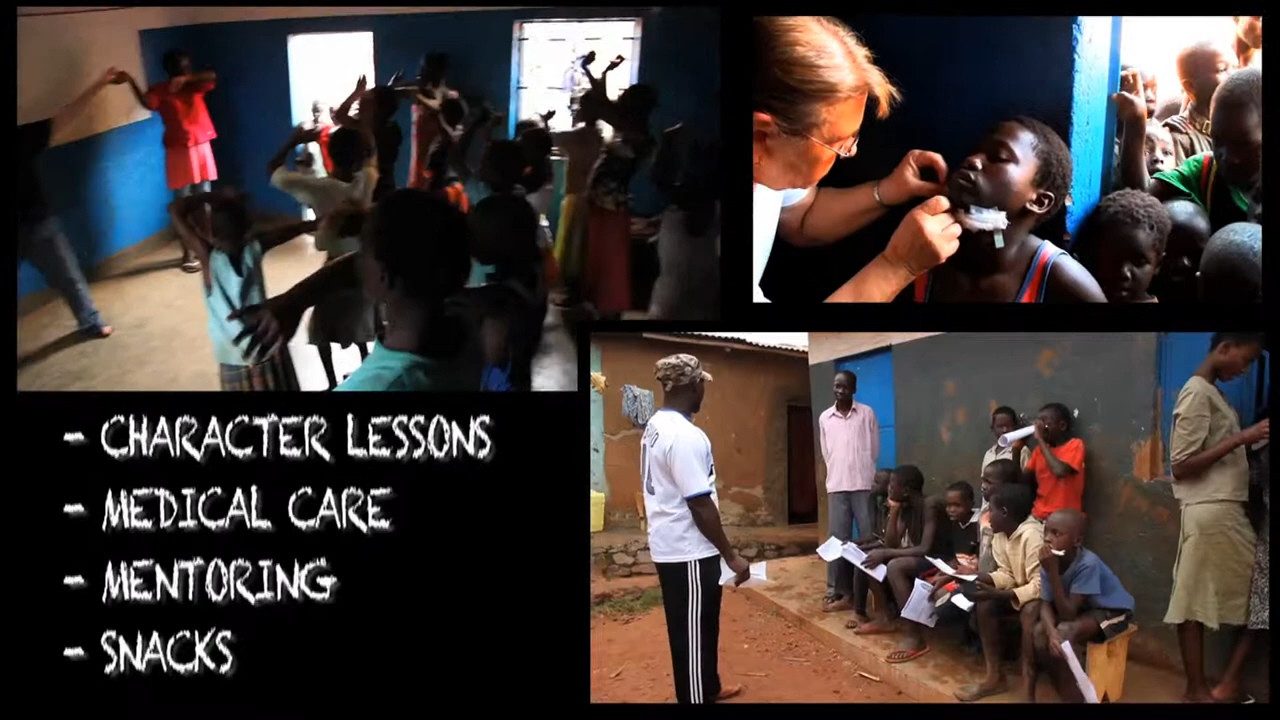 - CHARACTER LESSONS
- MEDICAL CARE
- MENTORING
- SNACKS